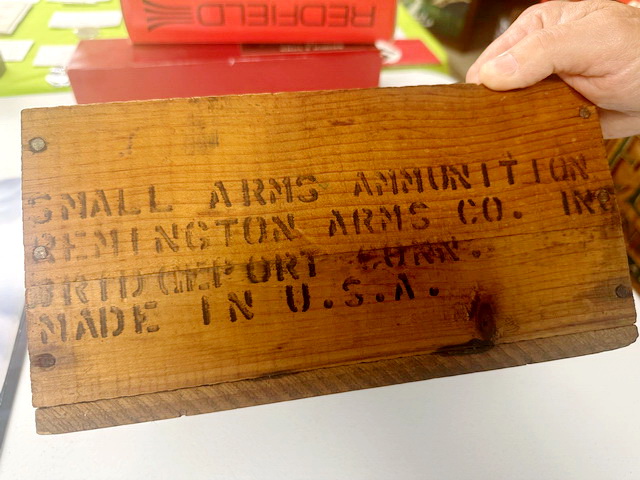 REDFIELD
SMALL ARMS AMMUNITION
REMINGTON ARMS CO. INC
BRIDGEPORT CONN.
MADE IN U.S.A.